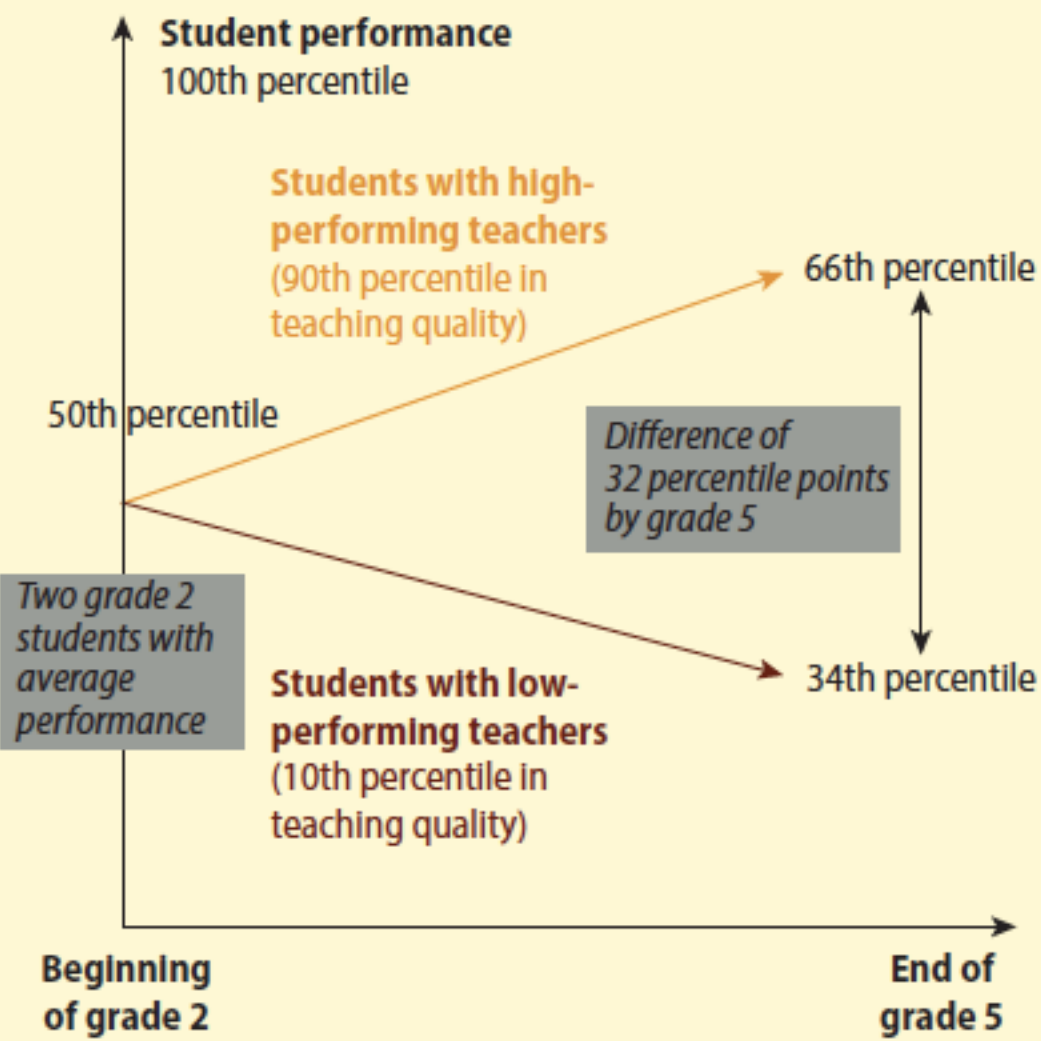 Student performance
100th percentile
Students with high-
performing teachers
(90th percentile in
teaching quality)
66th percentile
50th percentile
Difference of
32 percentile points
by grade 5
Two grade 2
students with
average
performance
Students with low-
performing teachers
(10th percentile in
teaching quality)
34th percentile
Beginning
of grade 2
End of
grade 5